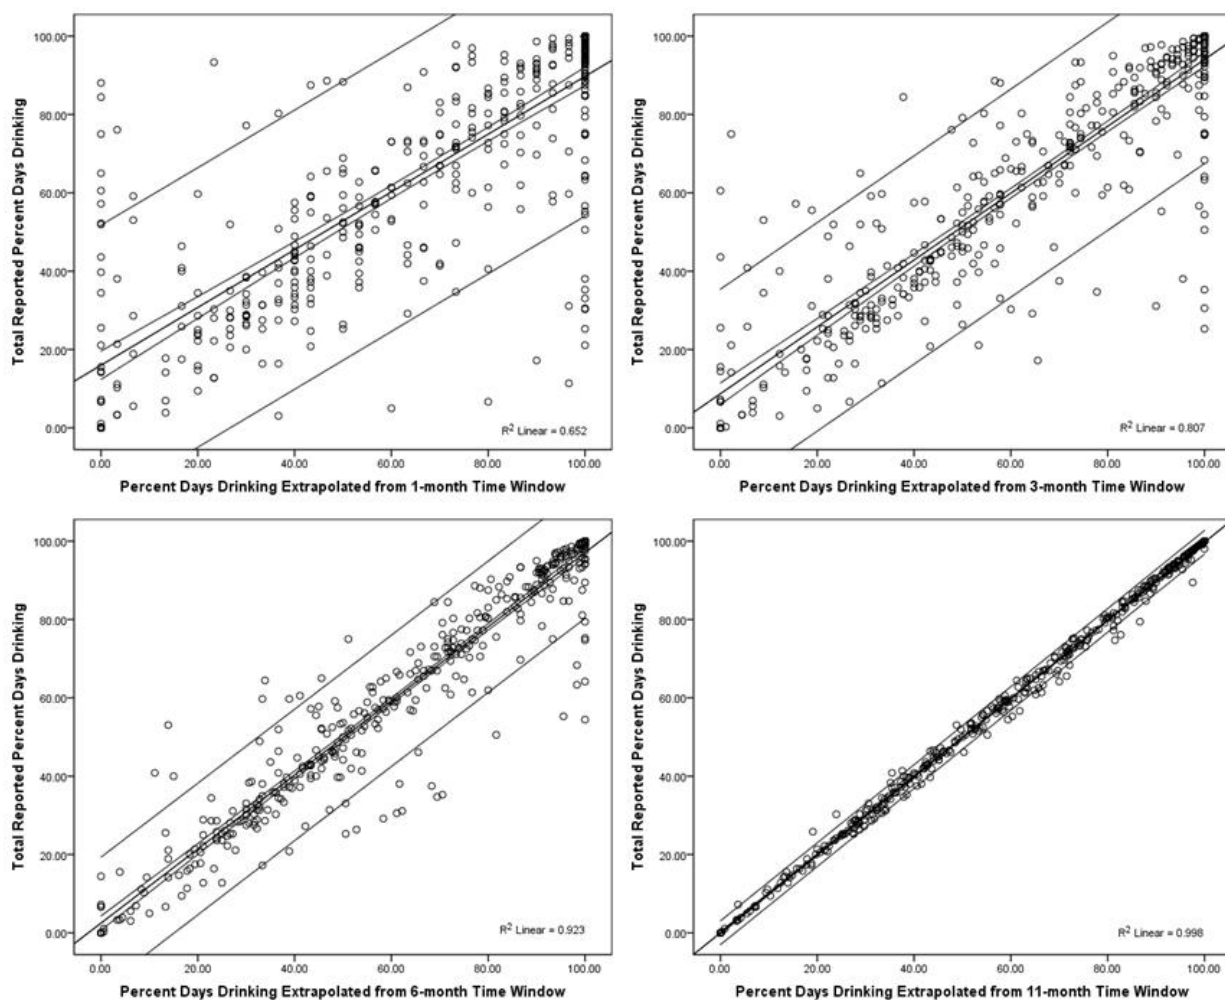 100.00
80.00
60.00
40.00
20.00
0.00
Total Reported Percent Days Drinking
R2 Linear = 0.652
0.00 20.00 40.00 60.00 80.00 100.00
Percent Days Drinking Extrapolated from 1-month Time Window
100.00
80.00
60.00
40.00
20.00
0.00
Total Reported Percent Days Drinking
R2 Linear = 0.807
0.00 20.00 40.00 60.00 80.00 100.00
Percent Days Drinking Extrapolated from 3-month Time Window
100.00
80.00
60.00
40.00
20.00
0.00
Total Reported Percent Days Drinking
R2 Linear = 0.923
0.00 20.00 40.00 60.00 80.00 100.00
Percent Days Drinking Extrapolated from 6-month Time Window
100.00
80.00
60.00
40.00
20.00
0.00
Total Reported Percent Days Drinking
R2 Linear = 0.998
0.00 20.00 40.00 60.00 80.00 100.00
Percent Days Drinking Extrapolated from 11-month Time Window